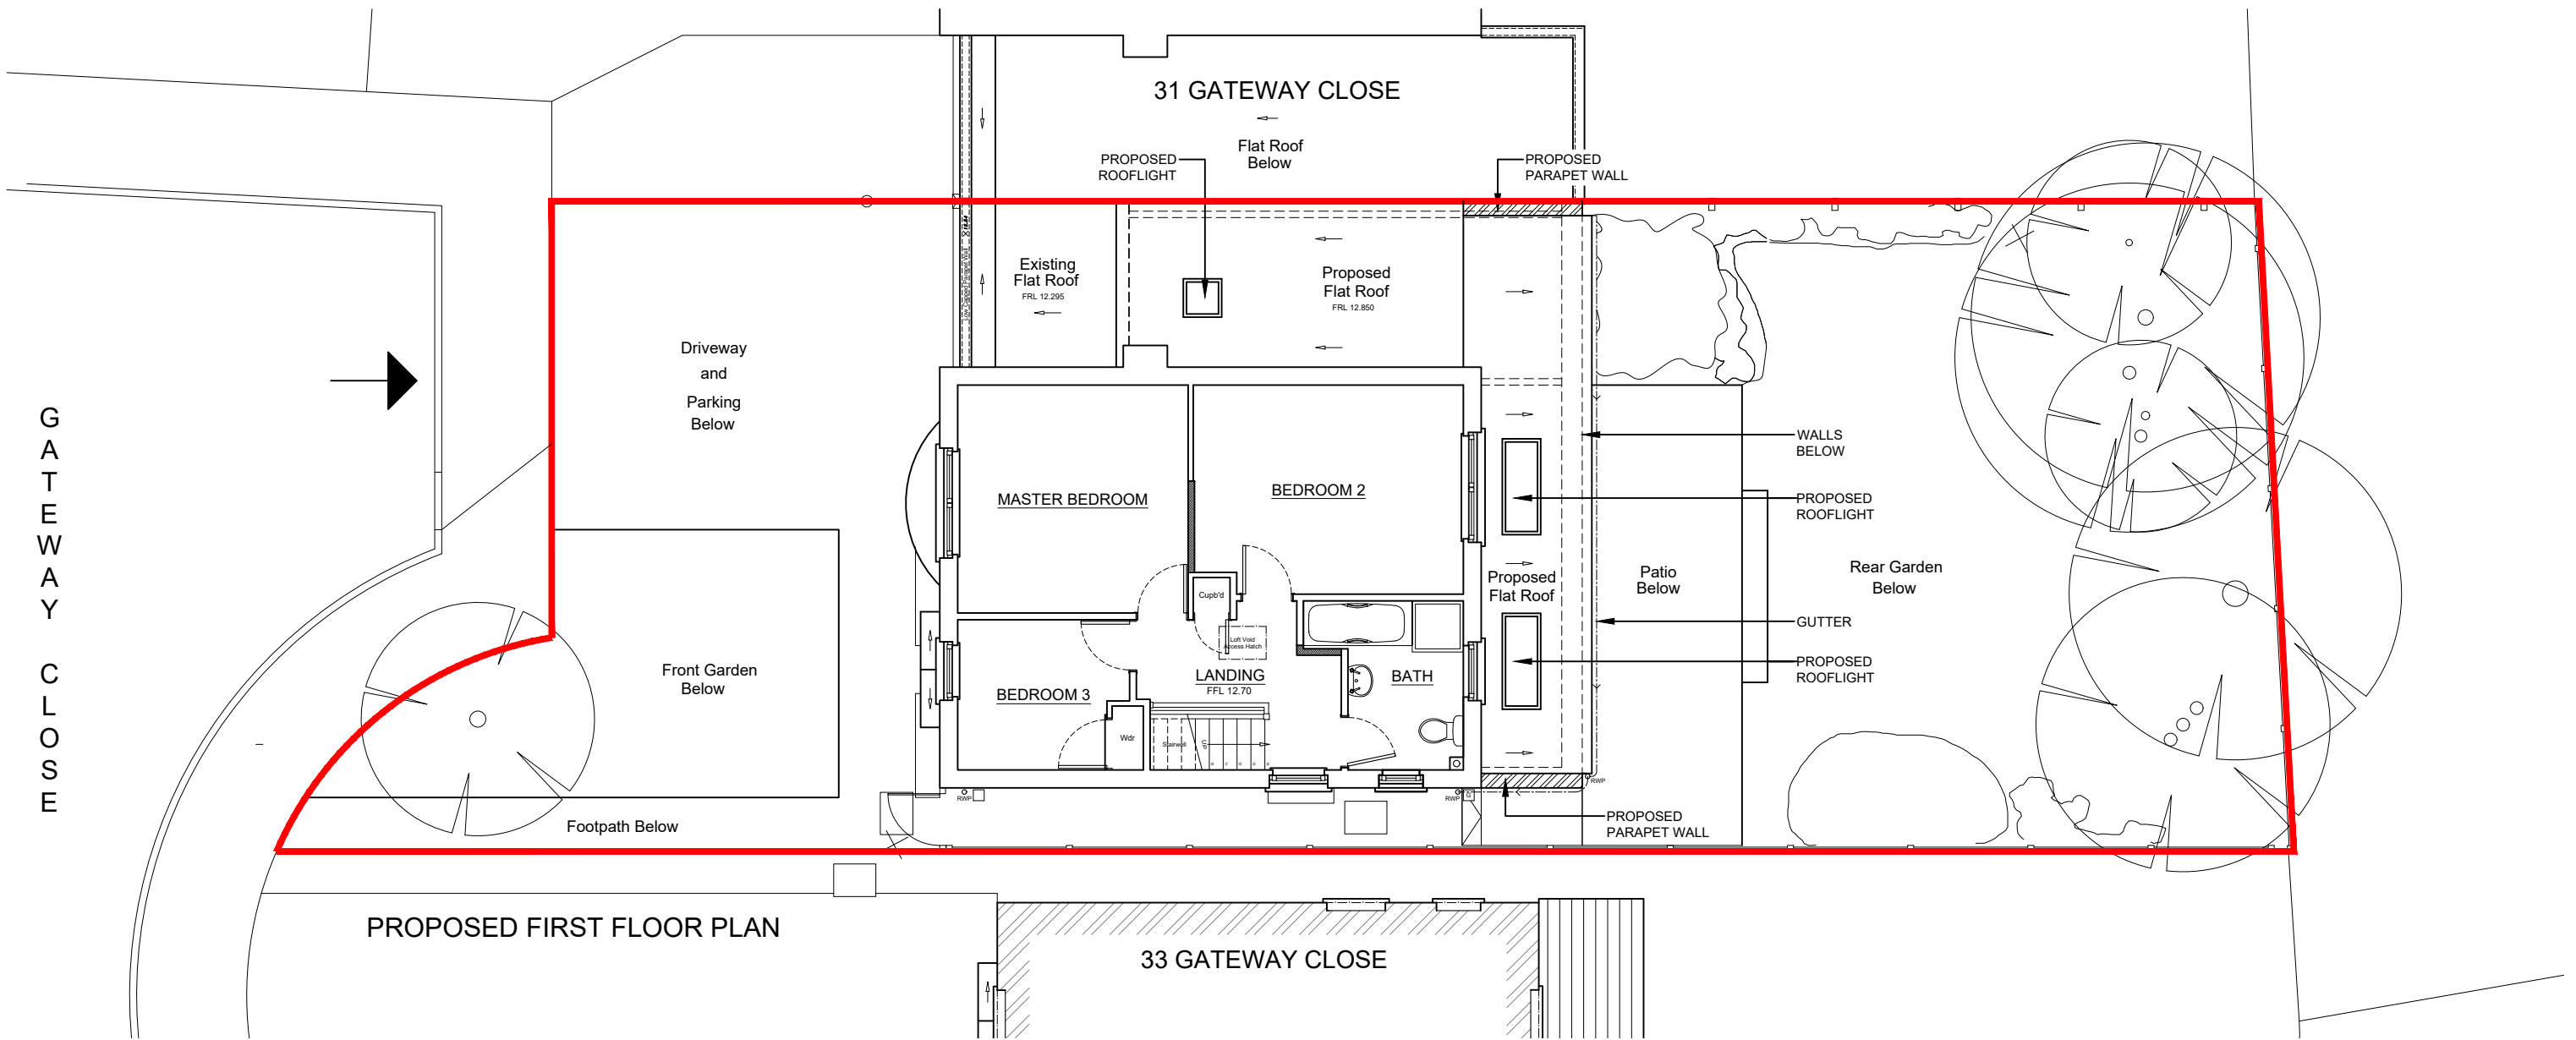 31 GATEWAY CLOSE
Flat Roof
Below
PROPOSED
ROOFLIGHT
PROPOSED
PARAPET WALL
Existing
Flat Roof
FRL 12.295
Proposed
Flat Roof
FRL 12.850
Driveway
and
Parking
Below
GATEWAY CLOSE
MASTER BEDROOM
BEDROOM 2
WALLS
BELOW
PROPOSED
ROOFLIGHT
Proposed
Flat Roof
Patio
Below
Rear Garden
Below
Cupb'd
GUTTER
Loft Void
Access Hatch
Front Garden
Below
BEDROOM 3
LANDING
FFL 12.70
BATH
PROPOSED
ROOFLIGHT
Wdr
Stairwell
UP
RWP
RWP
RWP
Footpath Below
PROPOSED
PARAPET WALL
PROPOSED FIRST FLOOR PLAN
33 GATEWAY CLOSE